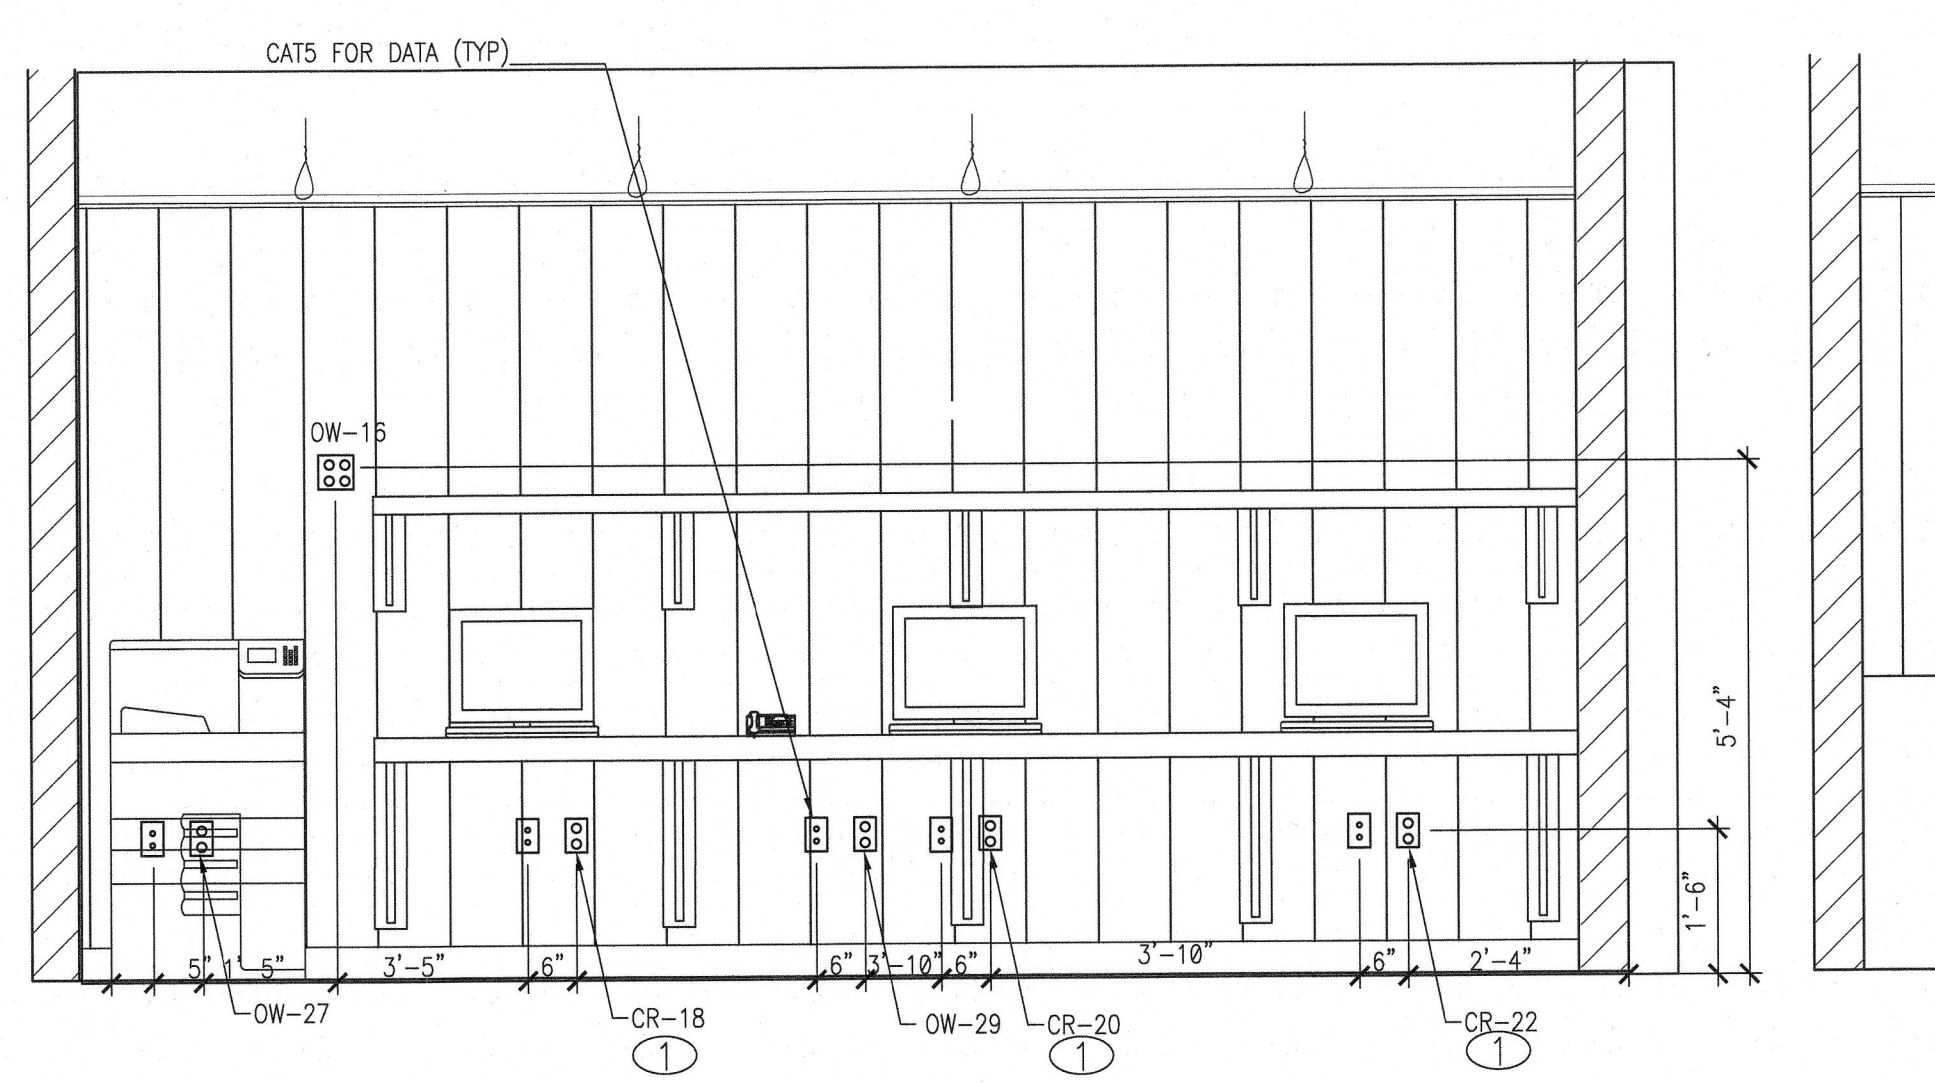 CAT5 FOR DATA (TYP)
OW-16
5'-4"
1'-6"
5" 1'-5" 3'-5" 6" 6" 3'-10" 6" 3'-10" 6" 2'-4"
OW-27 CR-18 OW-29 CR-20 CR-22
1 1 1